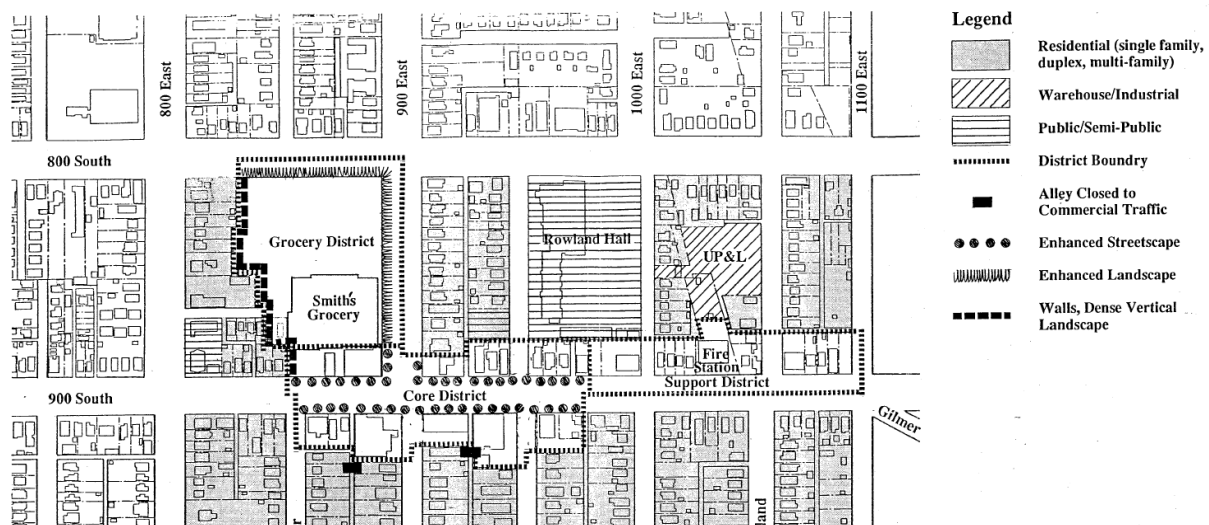 Legend
Residential (single family,
duplex, multi-family)
Warehouse/Industrial
Public/Semi-Public
District Boundry
Alley Closed to
Commercial Traffic
Enhanced Streetscape
Enhanced Landscape
Walls, Dense Vertical
Landscape
800 East
900 East
1000 East
1100 East
800 South
Grocery District
Rowland Hall
UP&L
Smith's
Grocery
Fire
Station
Support District
Core District
900 South
Gilmer